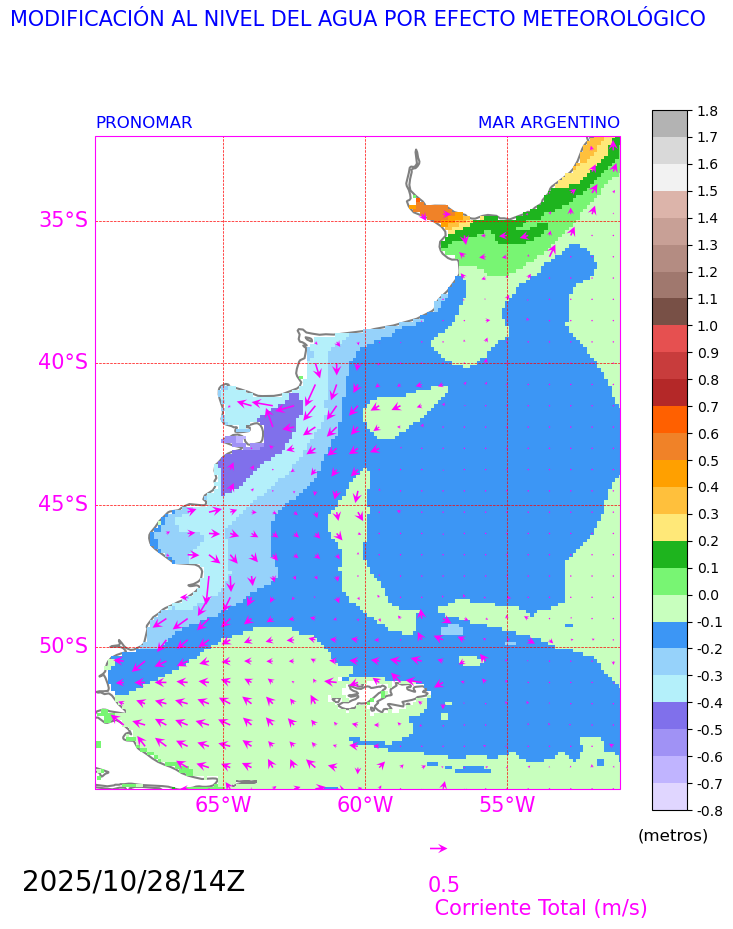 MODIFICACIÓN AL NIVEL DEL AGUA POR EFECTO METEOROLÓGICO
PRONOMAR
MAR ARGENTINO
35°S
40°S
45°S
50°S
65°W
60°W
55°W
1.8
1.7
1.6
1.5
1.4
1.3
1.2
1.1
1.0
0.9
0.8
0.7
0.6
0.5
0.4
0.3
0.2
0.1
0.0
-0.1
-0.2
-0.3
-0.4
-0.5
-0.6
-0.7
-0.8
(metros)
2025/10/28/14Z
0.5
Corriente Total (m/s)